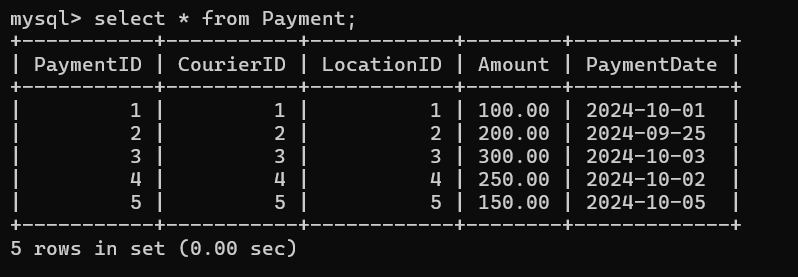 mysql> select * from Payment;
+-----------+-----------+------------+--------+-------------+
| PaymentID | CourierID | LocationID | Amount | PaymentDate |
+-----------+-----------+------------+--------+-------------+
|         1 |         1 |          1 | 100.00 | 2024-10-01  |
|         2 |         2 |          2 | 200.00 | 2024-09-25  |
|         3 |         3 |          3 | 300.00 | 2024-10-03  |
|         4 |         4 |          4 | 250.00 | 2024-10-02  |
|         5 |         5 |          5 | 150.00 | 2024-10-05  |
+-----------+-----------+------------+--------+-------------+
5 rows in set (0.00 sec)